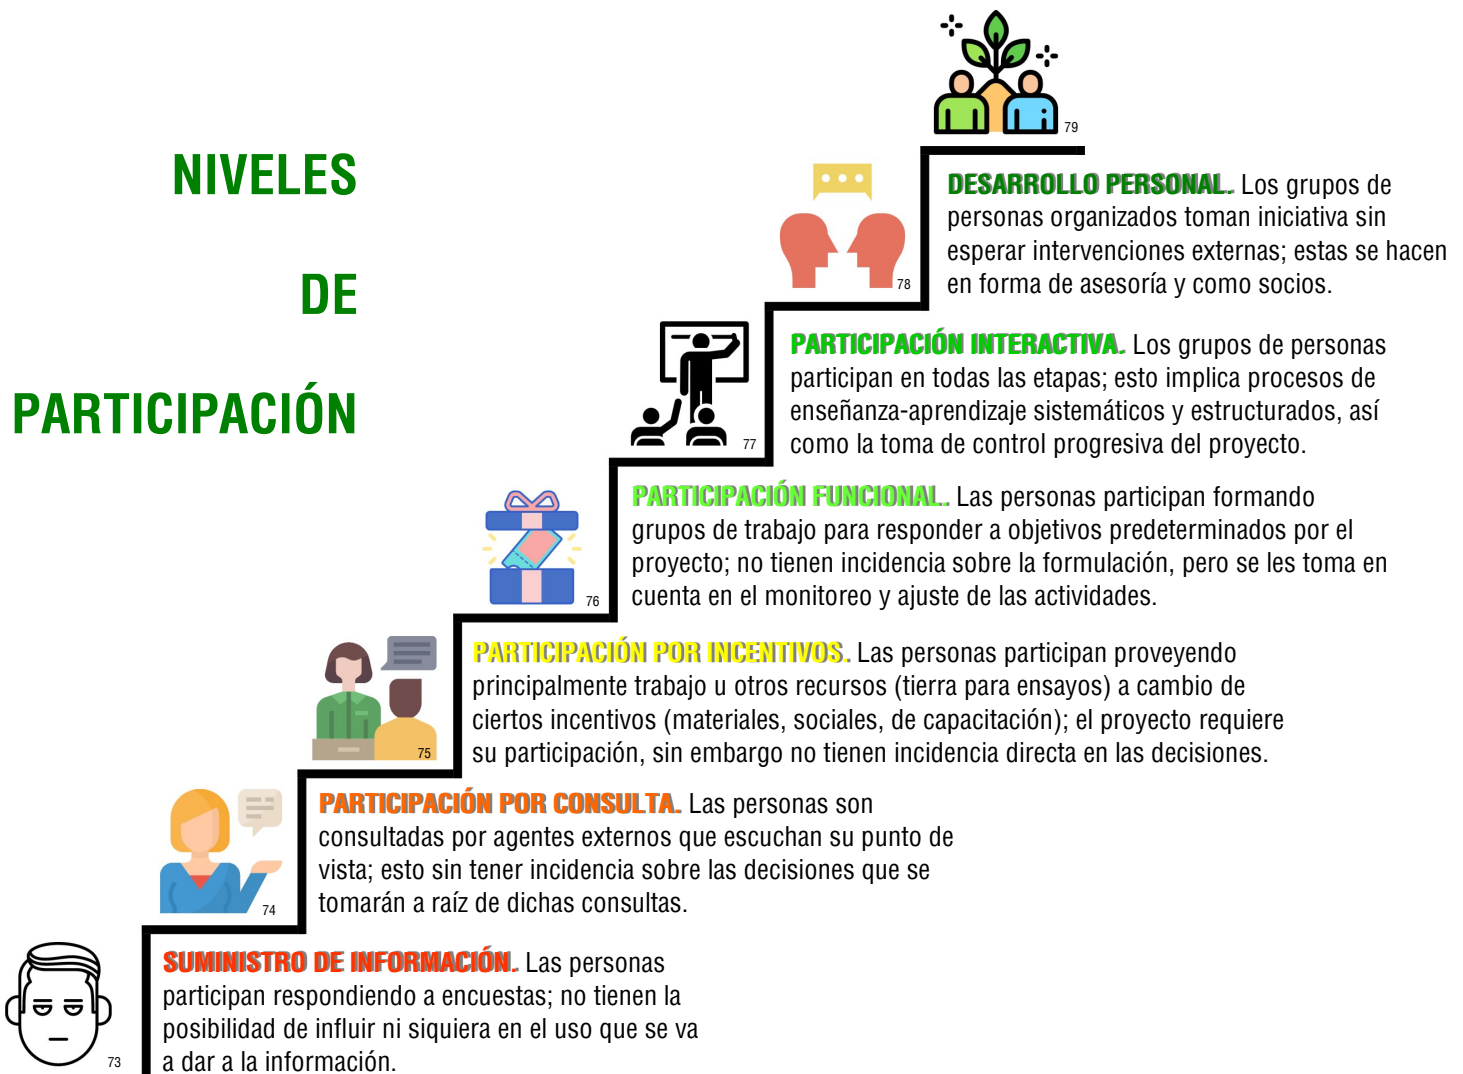 NIVELES
DE
PARTICIPACIÓN
79
DESARROLLO PERSONAL. Los grupos de
personas organizados toman iniciativa sin
esperar intervenciones externas; estas se hacen
en forma de asesoría y como socios.
78
PARTICIPACIÓN INTERACTIVA. Los grupos de personas
participan en todas las etapas; esto implica procesos de
enseñanza-aprendizaje sistemáticos y estructurados, así
como la toma de control progresiva del proyecto.
77
PARTICIPACIÓN FUNCIONAL. Las personas participan formando
grupos de trabajo para responder a objetivos predeterminados por el
proyecto; no tienen incidencia sobre la formulación, pero se les toma en
cuenta en el monitoreo y ajuste de las actividades.
76
PARTICIPACIÓN POR INCENTIVOS. Las personas participan proveyendo
principalmente trabajo u otros recursos (tierra para ensayos) a cambio de
ciertos incentivos (materiales, sociales, de capacitación); el proyecto requiere
su participación, sin embargo no tienen incidencia directa en las decisiones.
75
PARTICIPACIÓN POR CONSULTA. Las personas son
consultadas por agentes externos que escuchan su punto de
vista; esto sin tener incidencia sobre las decisiones que se
tomarán a raíz de dichas consultas.
74
SUMINISTRO DE INFORMACIÓN. Las personas
participan respondiendo a encuestas; no tienen la
posibilidad de influir ni siquiera en el uso que se va
a dar a la información.
73